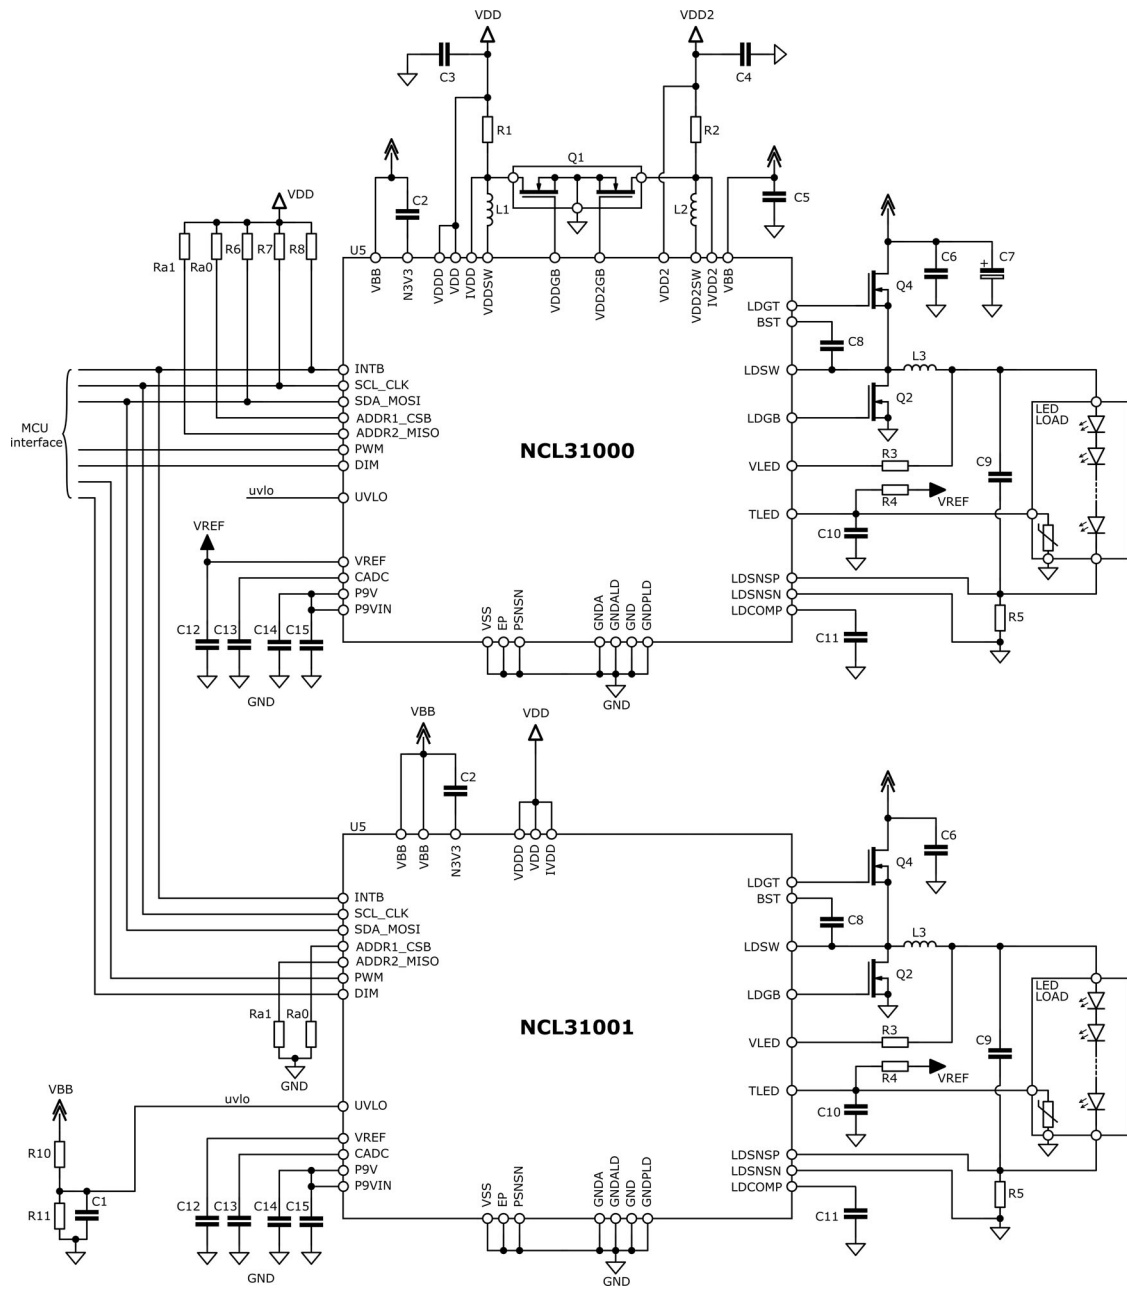 VDD
VDD2
C3
C4
R1
R2
Q1
C2
C5
VDD
L1
L2
R6
R7
R8
C6
C7
+
Ra1
Ra0
U5
VBB
N3V3
VDDD
VDD
IVDD
VDDSW
VDDGB
VDD2GB
VDD2
VDD2SW
IVDD2
VBB
LDGT
Q4
BST
C8
L3
INTB
LDSW
SCL_CLK
Q2
SDA_MOSI
LED
LOAD
ADDR1_CSB
LDGB
MCU
interface
ADDR2_MISO
PWM
NCL31000
R3
C9
DIM
VLED
uvlo
UVLO
R4
VREF
TLED
VREF
C10
VREF
CADC
LDSNSP
P9V
LDSNSN
P9VIN
LDCOMP
R5
C12
C13
C14
C15
VSS
EP
PSNSN
GNDA
GNDALD
GND
GNDPLD
C11
GND
GND
VBB
VDD
C2
U5
VBB
VBB
N3V3
VDDD
VDD
IVDD
C6
Q4
LDGT
INTB
BST
SCL_CLK
C8
SDA_MOSI
L3
ADDR1_CSB
LDSW
ADDR2_MISO
PWM
Q2
DIM
LDGB
LED
LOAD
Ra1
Ra0
NCL31001
R3
VLED
C9
GND
R4
VREF
VBB
TLED
uvlo
UVLO
C10
VREF
R10
CADC
LDSNSP
P9V
LDSNSN
P9VIN
LDCOMP
R5
C1
R11
C12
C13
C14
C15
VSS
EP
PSNSN
GNDA
GNDALD
GND
GNDPLD
C11
GND
GND